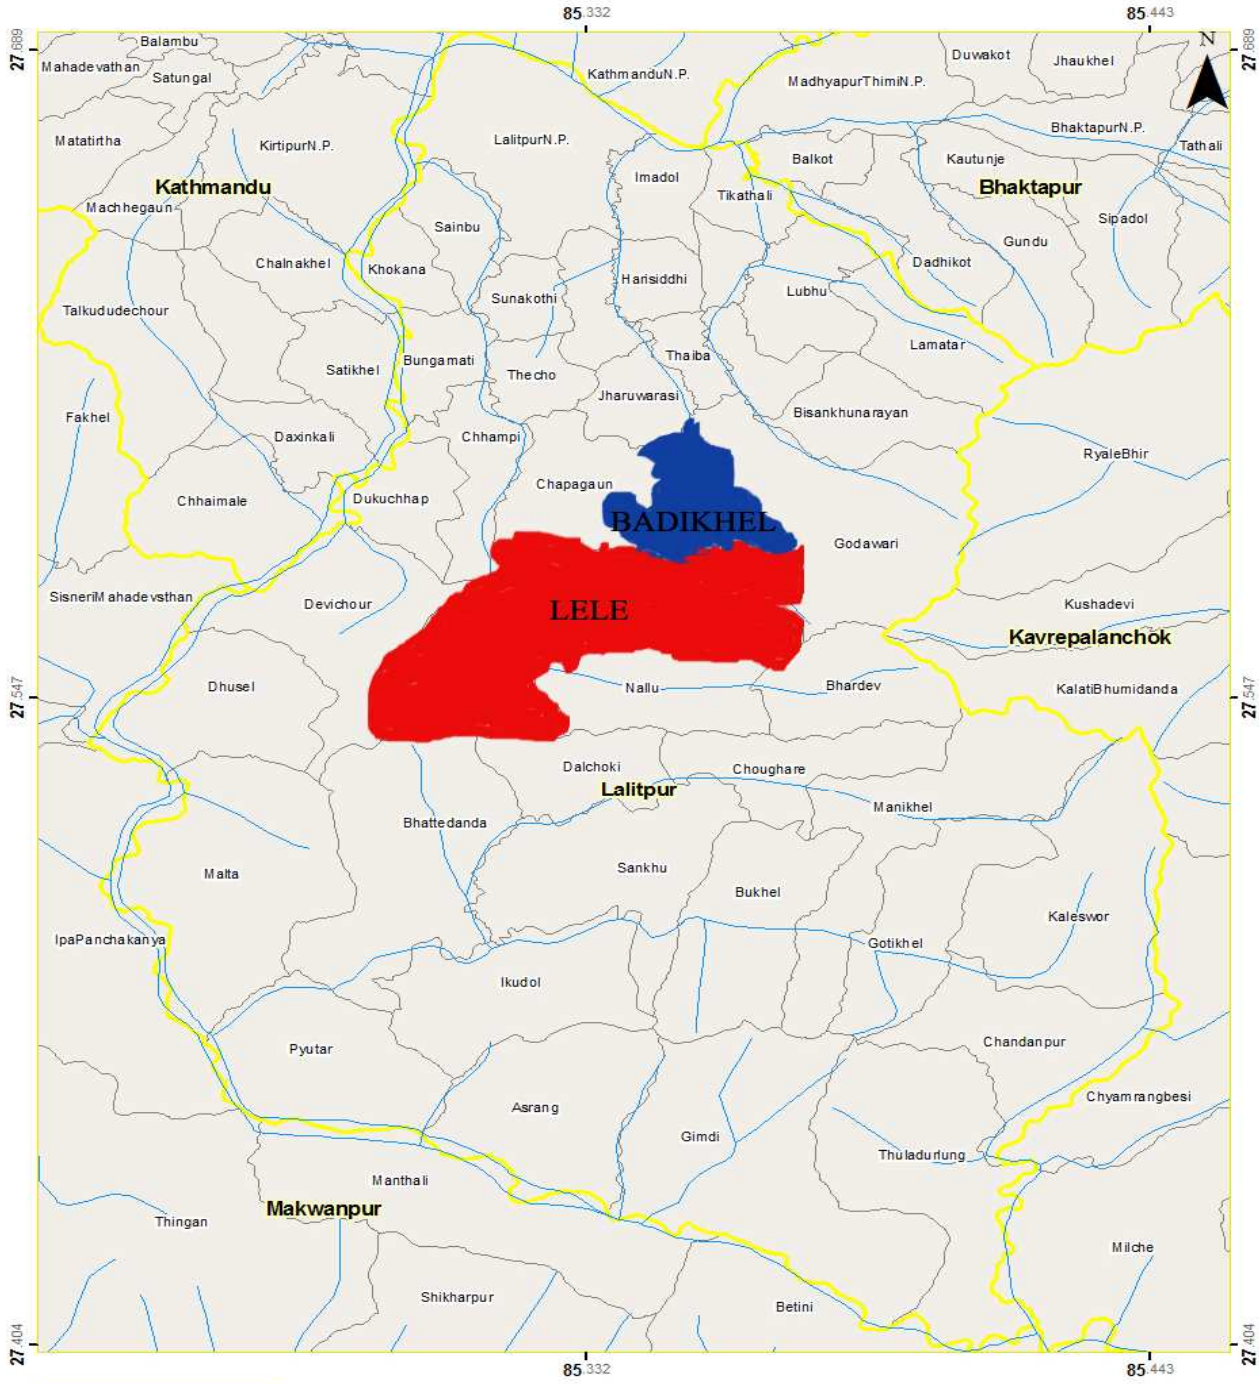 85.332
85.443
27.689
27.689
N
Balambu
Duwakot
Jhaukhel
Mahadevathan
Satungal
KathmanduN.P.
MadhyapurThimiN.P.
BhaktapurN.P.
Matatirtha
KirtipurN.P.
LalitpurN.P.
Tathali
Balkot
Kautunje
Imadol
Kathmandu
Tikathali
Bhaktapur
Machhegaun
Sipadol
Sainbu
Gundu
Chalnakhel
Khokana
Dadhikot
Harisiddhi
Lubhu
Sunakothi
Talkududechour
Lamatar
Thaiba
Bungamati
Satikhel
Thecho
Jharuwarasi
Fakhel
Bisankhunarayan
Daxinkali
Chhampi
RyaleBhir
Chapagaun
Chhaimale
Dukuchhap
BADIKHEL
Godawari
SisneriMahadevsthan
Devichour
LELE
Kushadevi
Kavrepalanchok
Dhusel
Nallu
Bhardev
KalatiBhumidanda
27.547
27.547
Dalchoki
Choughare
Lalitpur
Manikhel
Bhattedanda
Malta
Sankhu
Bukhel
Kaleswor
IpaPanchakanya
Gotikhel
Ikudol
Pyutar
Chandanpur
Asrang
Chyamrangbesi
Gimdi
Thuladurlung
Manthali
Makwanpur
Thingan
Milche
Shikharpur
Betini
27.404
27.404
85.332
85.443